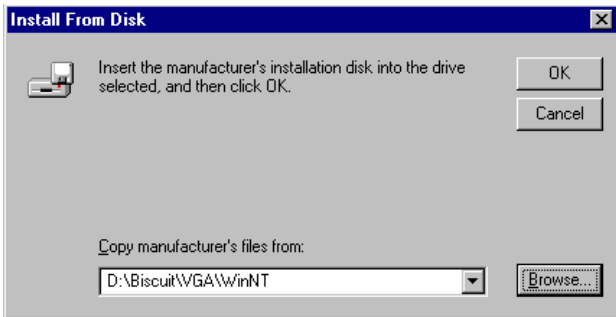 Install From Disk
Insert the manufacturer's installation disk into the drive
selected, and then click OK.
OK
Cancel
Copy manufacturer's files from:
D:\Biscuit\VGA\WinNT
Browse...